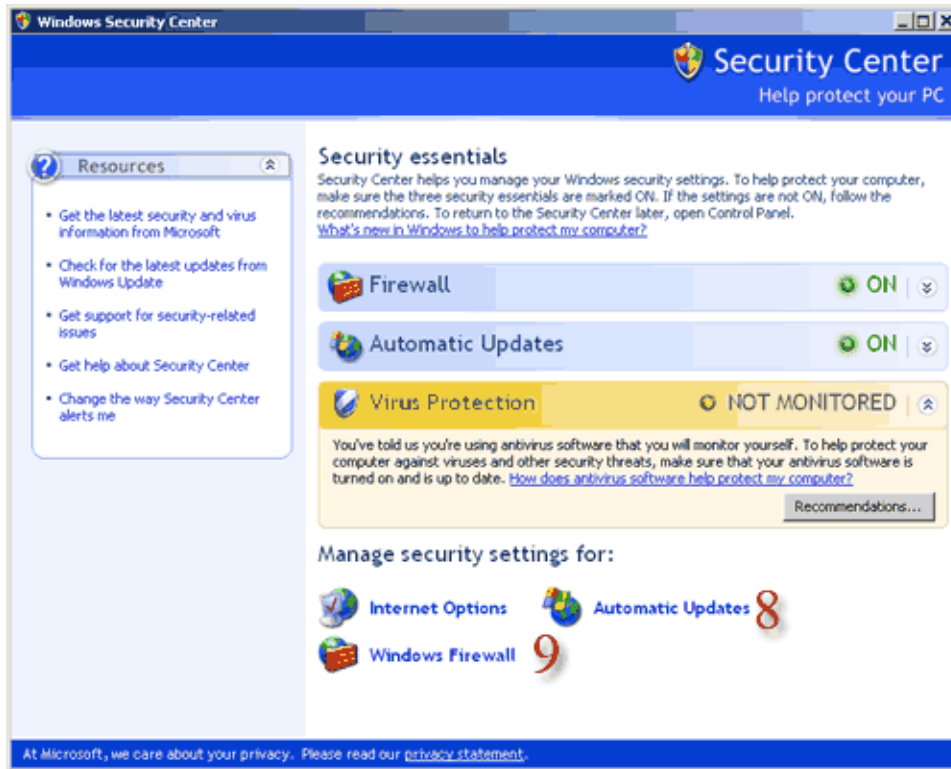 Windows Security Center
Security Center
Help protect your PC
Resources
• Get the latest security and virus
information from Microsoft
• Check for the latest updates from
Windows Update
• Get support for security-related
issues
• Get help about Security Center
• Change the way Security Center
alerts me
Security essentials
Security Center helps you manage your Windows security settings. To help protect your computer,
make sure the three security essentials are marked ON. If the settings are not ON, follow the
recommendations. To return to the Security Center later, open Control Panel.
What's new in Windows to help protect my computer?
Firewall ON
Automatic Updates ON
Virus Protection NOT MONITORED
You've told us you're using antivirus software that you will monitor yourself. To help protect your
computer against viruses and other security threats, make sure that your antivirus software is
turned on and is up to date. How does antivirus software help protect my computer?
Recommendations...
Manage security settings for:
Internet Options Automatic Updates 8
Windows Firewall 9
At Microsoft, we care about your privacy. Please read our privacy statement.